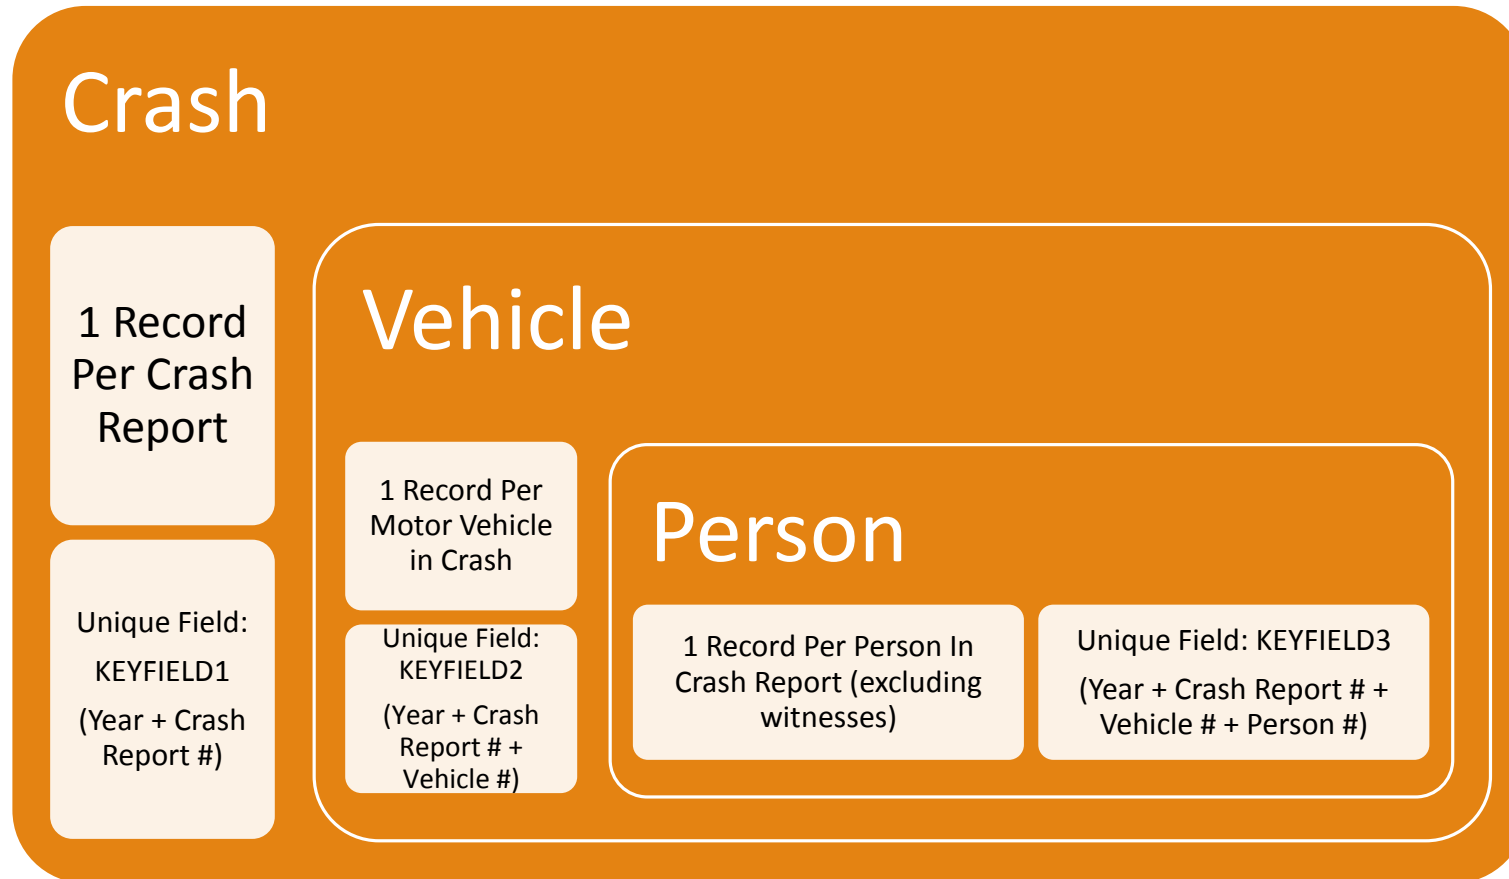 Crash
1 Record
Per Crash
Report
Unique Field:
KEYFIELD1
(Year + Crash
Report #)
Vehicle
1 Record Per
Motor Vehicle
in Crash
Unique Field:
KEYFIELD2
(Year + Crash
Report # +
Vehicle #)
Person
1 Record Per Person In
Crash Report (excluding
witnesses)
Unique Field: KEYFIELD3
(Year + Crash Report # +
Vehicle # + Person #)